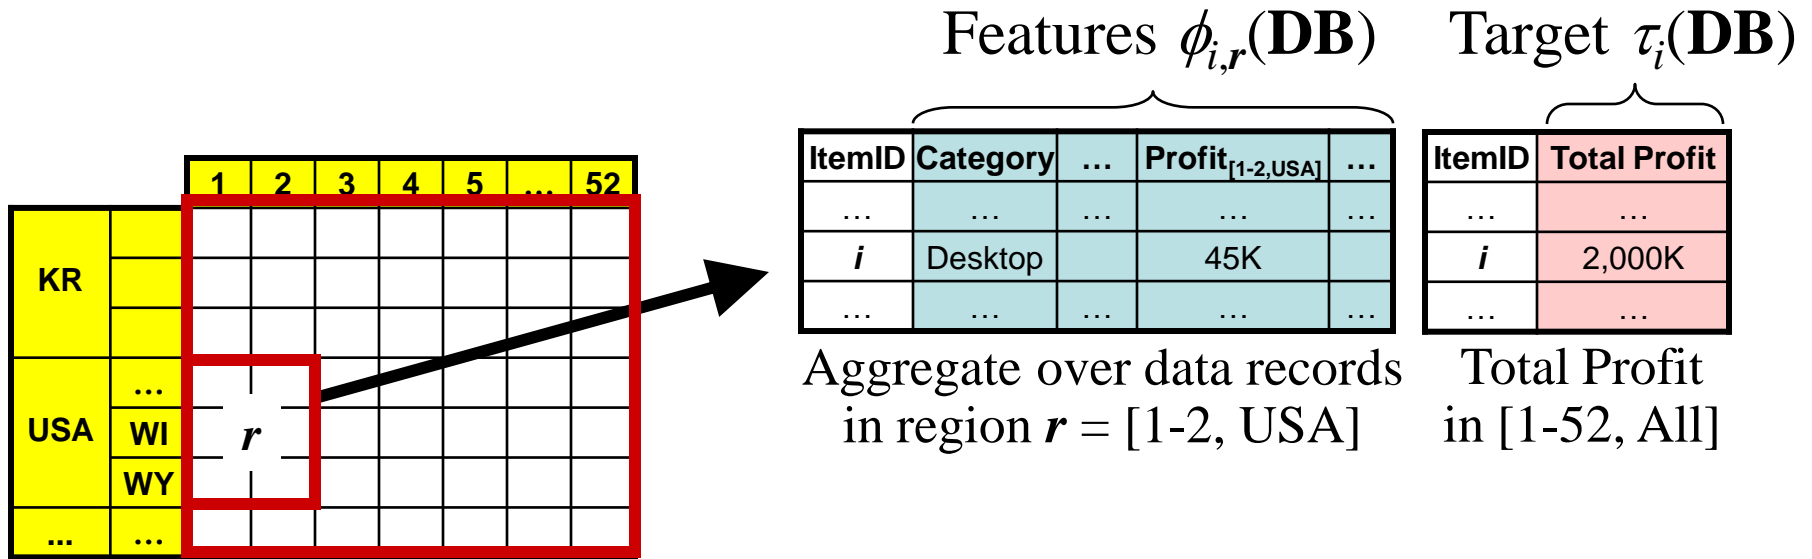 Features ϕi,r(DB) Target τi(DB)
ItemID Category … Profit[1-2,USA] …
… … … … …
i Desktop 45K
… … … … …
ItemID Total Profit
… …
i 2,000K
… …
Aggregate over data records
in region r = [1-2, USA]
Total Profit
in [1-52, All]
1 2 3 4 5 … 52
KR
USA …
WI
WY
r
... …